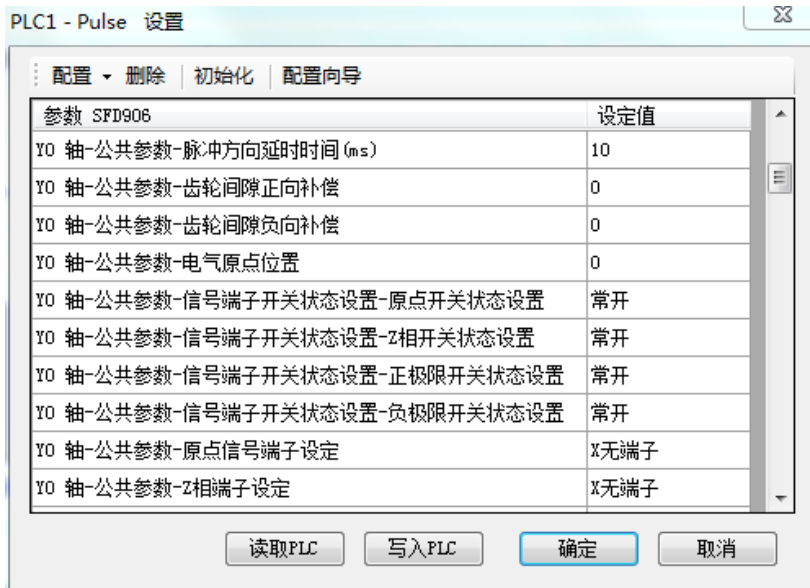 PLC1 - Pulse 设置
配置 删除 初始化 配置向导
参数 SFD906 设定值
Y0 轴-公共参数-脉冲方向延时时间(ms) 10
Y0 轴-公共参数-齿轮间隙正向补偿 0
Y0 轴-公共参数-齿轮间隙负向补偿 0
Y0 轴-公共参数-电气原点位置 0
Y0 轴-公共参数-信号端子开关状态设置-原点开关状态设置 常开
Y0 轴-公共参数-信号端子开关状态设置-Z相开关状态设置 常开
Y0 轴-公共参数-信号端子开关状态设置-正极限开关状态设置 常开
Y0 轴-公共参数-信号端子开关状态设置-负极限开关状态设置 常开
Y0 轴-公共参数-原点信号端子设定 X无端子
Y0 轴-公共参数-Z相端子设定 X无端子
读取PLC 写入PLC 确定 取消